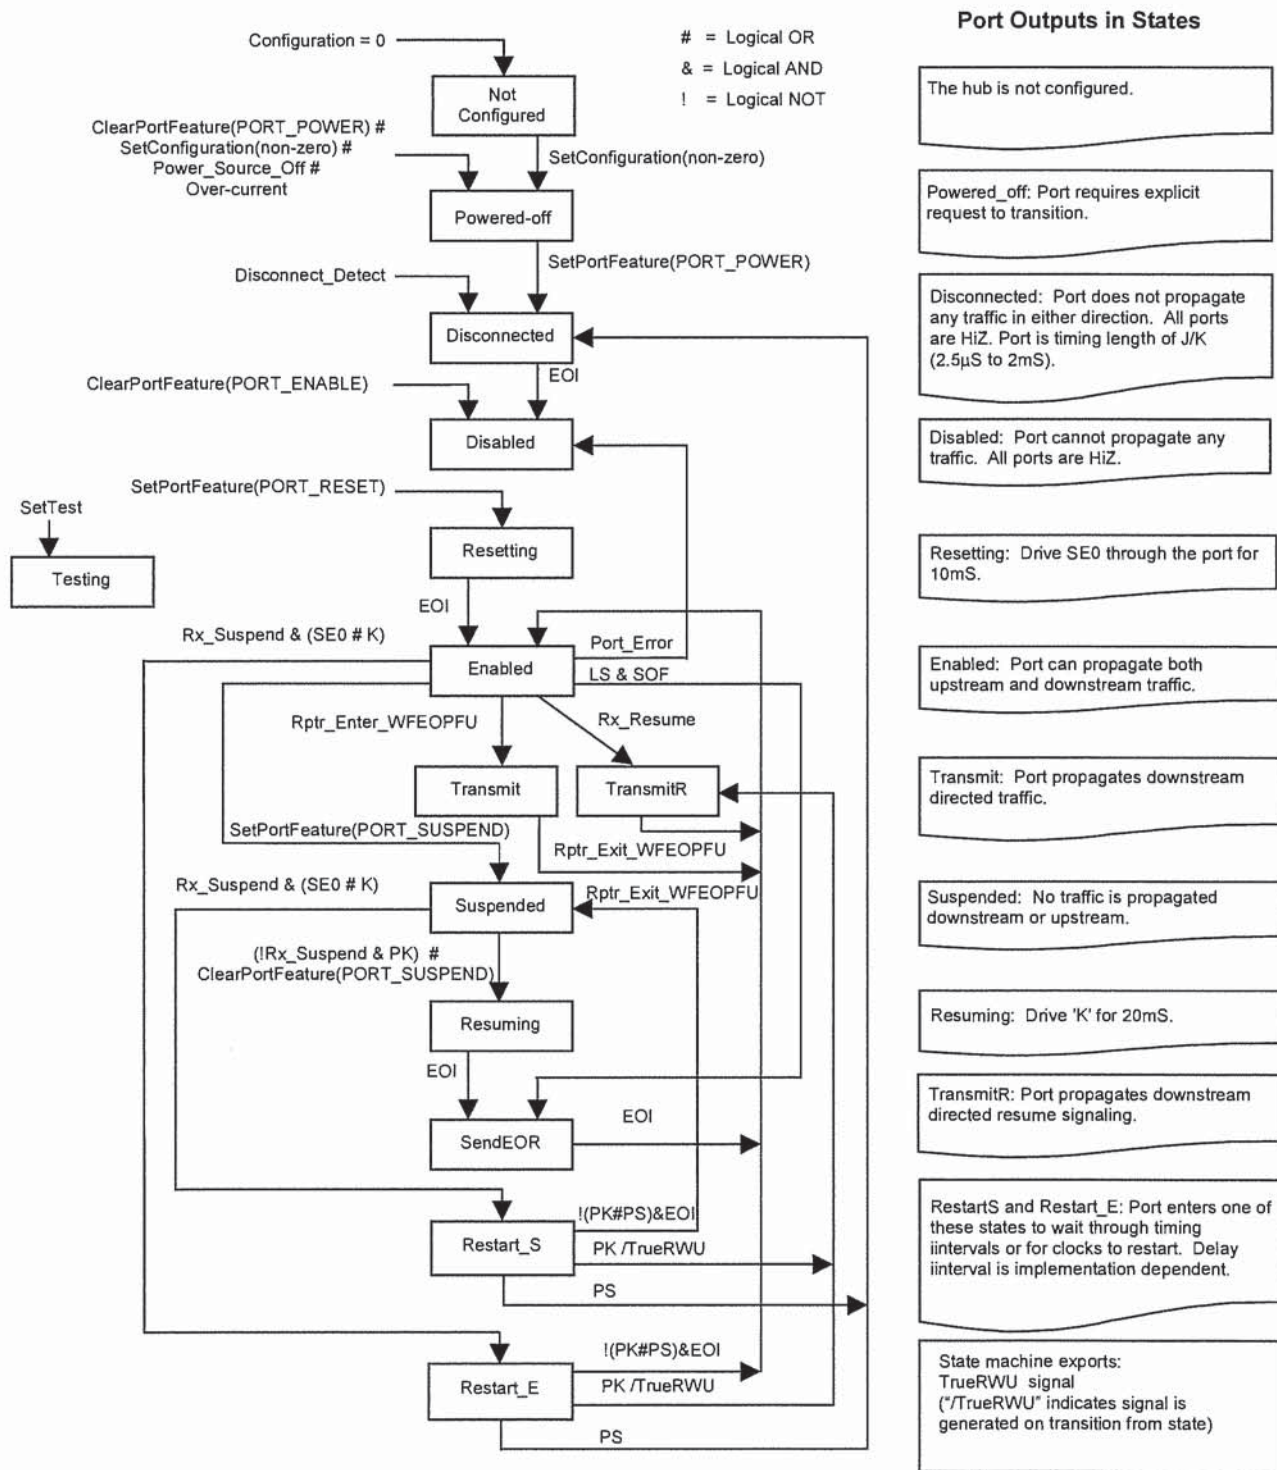 Port Outputs in States
Configuration = 0
# = Logical OR
& = Logical AND
! = Logical NOT
Not
Configured
The hub is not configured.
ClearPortFeature(PORT_POWER) #
SetConfiguration(non-zero) #
Power_Source_Off #
Over-current
SetConfiguration(non-zero)
Powered-off
Powered_off: Port requires explicit
request to transition.
SetPortFeature(PORT_POWER)
Disconnect_Detect
Disconnected
Disconnected: Port does not propagate
any traffic in either direction. All ports
are HiZ. Port is timing length of J/K
(2.5µS to 2mS).
EOI
ClearPortFeature(PORT_ENABLE)
Disabled
Disabled: Port cannot propagate any
traffic. All ports are HiZ.
SetPortFeature(PORT_RESET)
SetTest
Testing
Resetting
Resetting: Drive SE0 through the port for
10mS.
EOI
Rx_Suspend & (SE0 # K)
Enabled
Port_Error
LS & SOF
Enabled: Port can propagate both
upstream and downstream traffic.
Rptr_Enter_WFEOPFU
Rx_Resume
Transmit
TransmitR
Transmit: Port propagates downstream
directed traffic.
SetPortFeature(PORT_SUSPEND)
Rptr_Exit_WFEOPFU
Rx_Suspend & (SE0 # K)
Suspended
Rptr_Exit_WFEOPFU
Suspended: No traffic is propagated
downstream or upstream.
(!Rx_Suspend & PK) #
ClearPortFeature(PORT_SUSPEND)
Resuming
Resuming: Drive 'K' for 20mS.
EOI
SendEOR
EOI
TransmitR: Port propagates downstream
directed resume signaling.
Restart_S
!(PK#PS)&EOI
PK /TrueRWU
PS
RestartS and Restart_E: Port enters one of
these states to wait through timing
iintervals or for clocks to restart. Delay
iinterval is implementation dependent.
Restart_E
!(PK#PS)&EOI
PK /TrueRWU
PS
State machine exports:
TrueRWU signal
("/TrueRWU" indicates signal is
generated on transition from state)